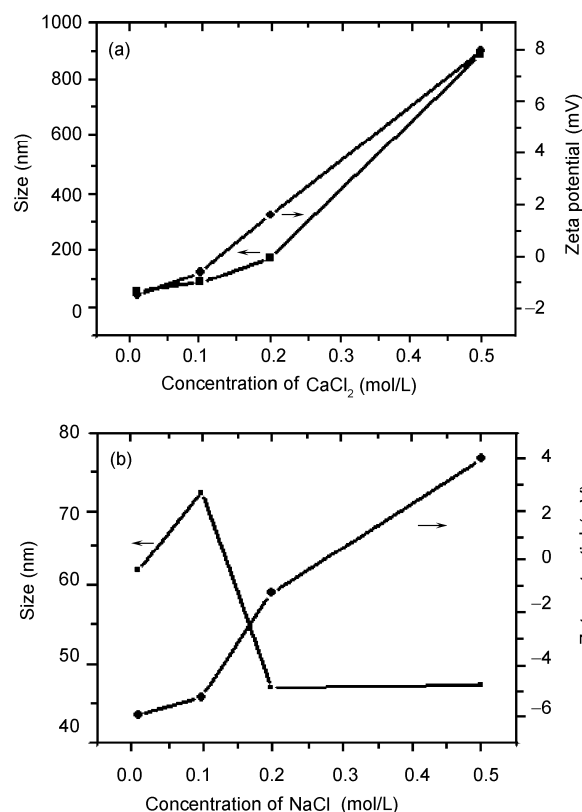 (a)
1000
900
600
400
200
0
Size (nm)
8
6
4
2
0
−2
Zeta potential (mV)
0.0 0.1 0.2 0.3 0.4 0.5
Concentration of CaCl₂ (mol/L)
(b)
80
70
60
50
40
Size (nm)
4
2
0
−2
−4
−6
0.0 0.1 0.2 0.3 0.4 0.5
Concentration of NaCl (mol/L)